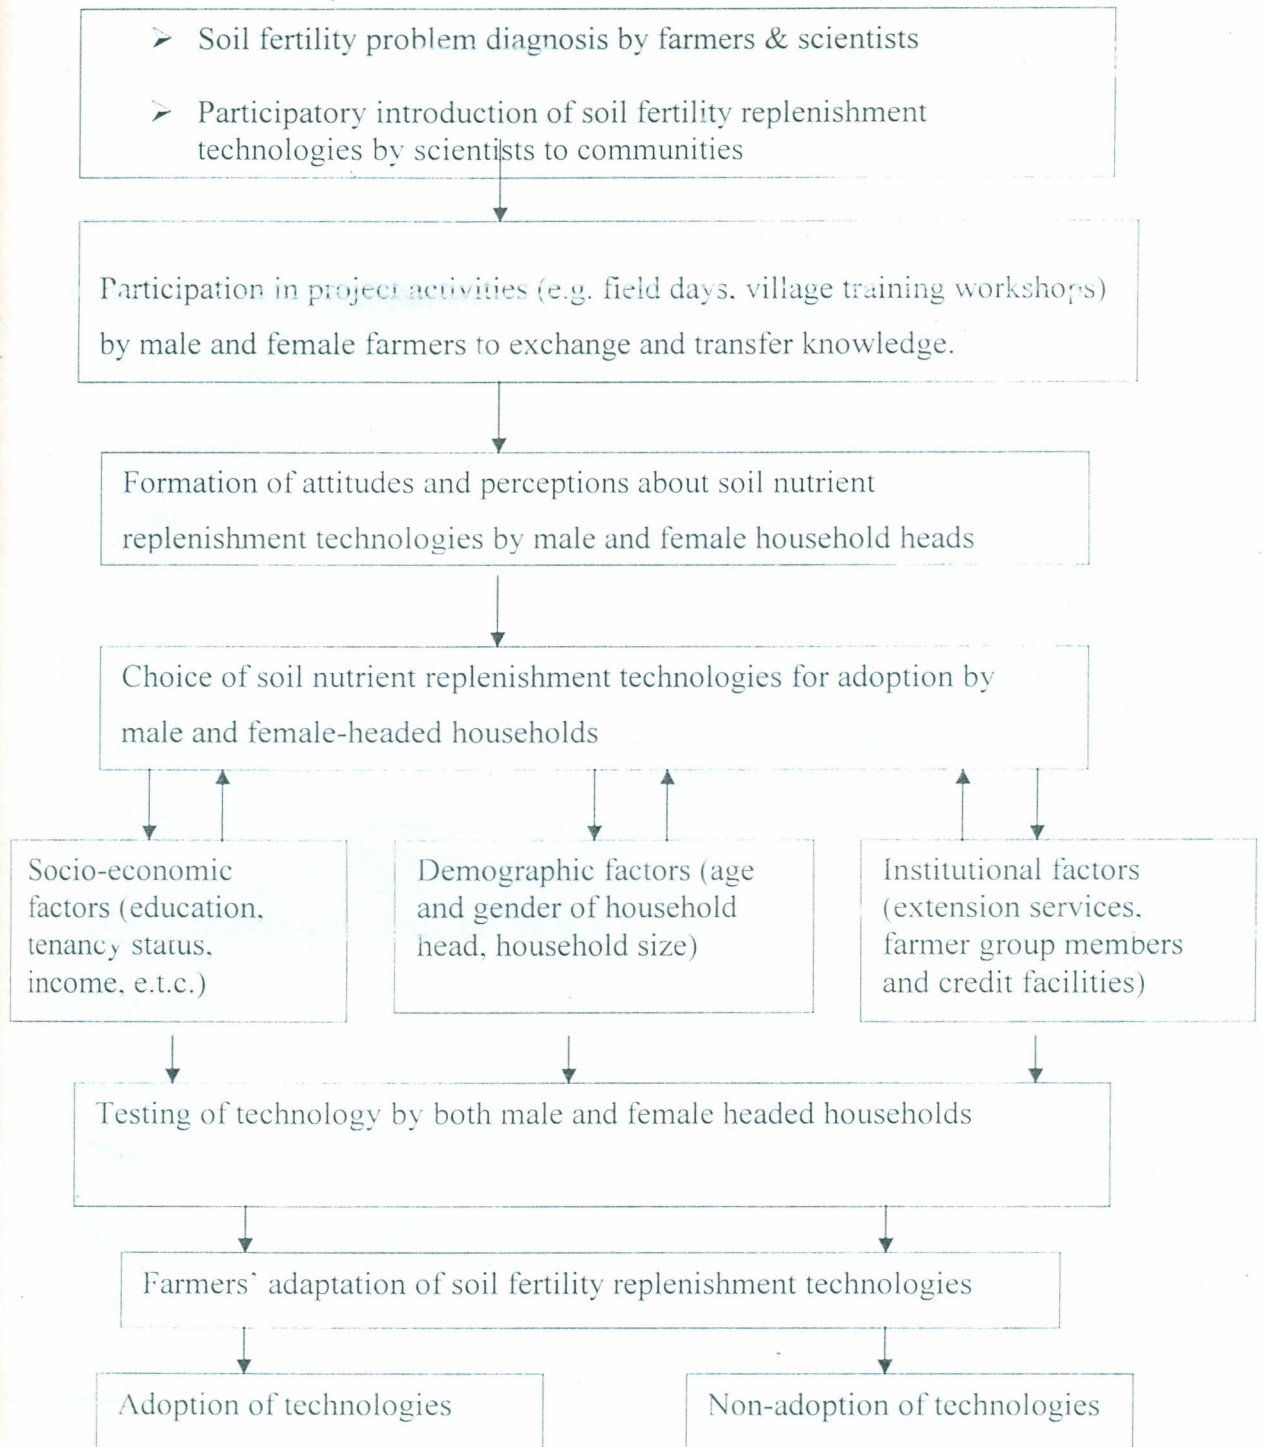 ➢ Soil fertility problem diagnosis by farmers & scientists
➢ Participatory introduction of soil fertility replenishment
technologies by scientists to communities
Participation in project activities (e.g. field days, village training workshops)
by male and female farmers to exchange and transfer knowledge.
Formation of attitudes and perceptions about soil nutrient
replenishment technologies by male and female household heads
Choice of soil nutrient replenishment technologies for adoption by
male and female-headed households
Socio-economic
factors (education,
tenancy status,
income, e.t.c.)
Demographic factors (age
and gender of household
head, household size)
Institutional factors
(extension services,
farmer group members
and credit facilities)
Testing of technology by both male and female headed households
Farmers' adaptation of soil fertility replenishment technologies
Adoption of technologies
Non-adoption of technologies